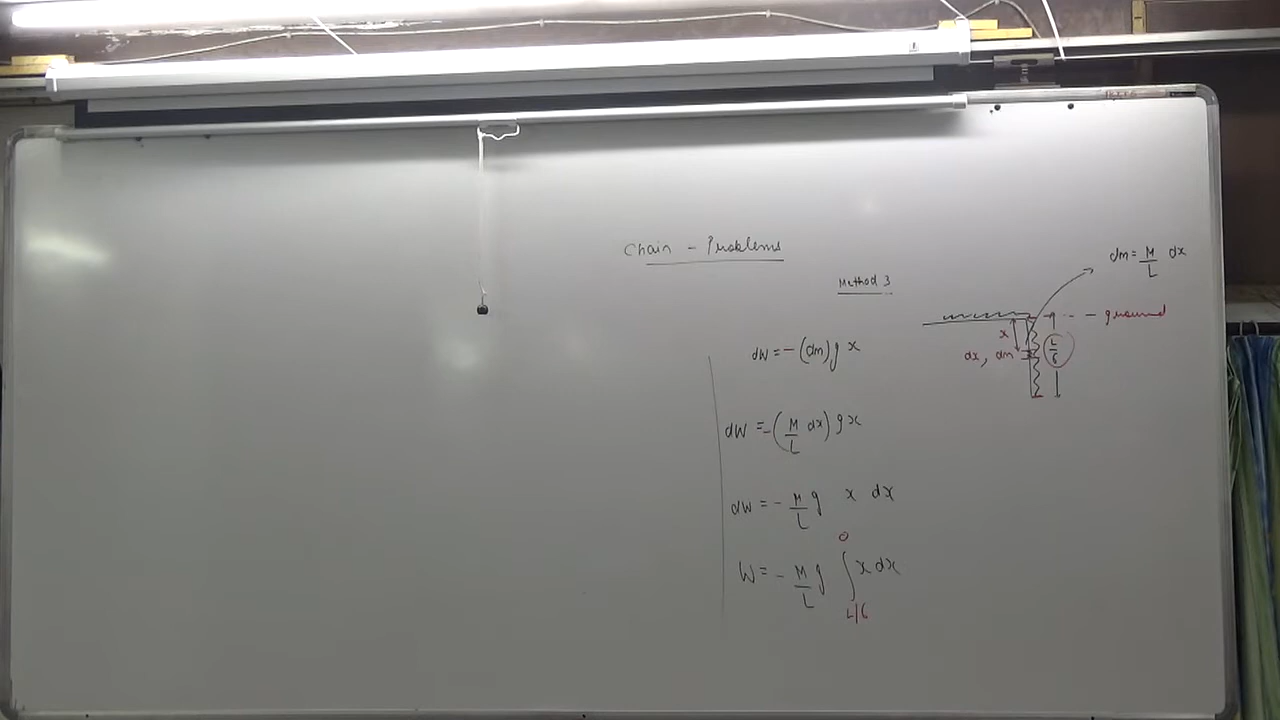 Chain - Problems
Method 3
dm = M/L dx
ground
x
dx, dm
L/6
dW = - (dm) g x
dW = - (M/L dx) g x
dW = - M/L g x dx
W = - M/L g ∫_{L/6}^{0} x dx